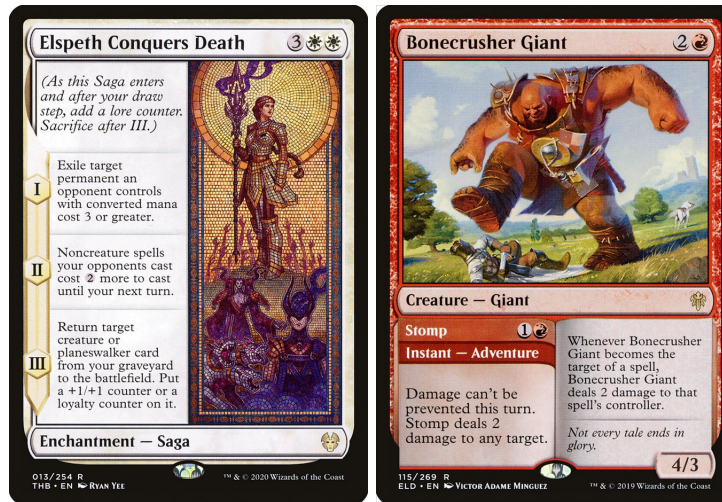 Elspeth Conquers Death 3
(As this Saga enters
and after your draw
step, add a lore counter.
Sacrifice after III.)
I
Exile target
permanent an
opponent controls
with converted mana
cost 3 or greater.
II
Noncreature spells
your opponents cast
cost 2 more to cast
until your next turn.
III
Return target
creature or
planeswalker card
from your graveyard
to the battlefield. Put
a +1/+1 counter or a
loyalty counter on it.
Enchantment — Saga
013/254 R
THB • EN RYAN YEE
™ & © 2020 Wizards of the Coast
Bonecrusher Giant 2
Creature — Giant
Stomp 1
Instant — Adventure
Damage can't be
prevented this turn.
Stomp deals 2
damage to any target.
Whenever Bonecrusher
Giant becomes the
target of a spell,
Bonecrusher Giant
deals 2 damage to that
spell's controller.
Not every tale ends in
glory.
4/3
115/269 R
ELD • EN VICTOR ADAME MINGUEZ
™ & © 2019 Wizards of the Coast